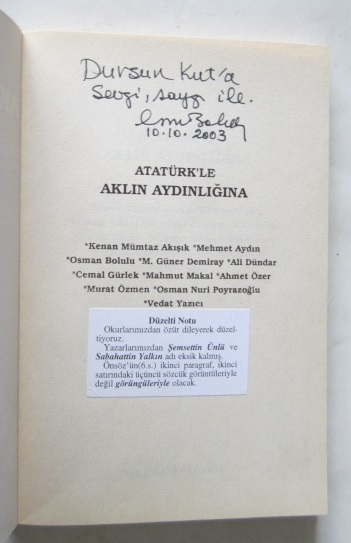 Dursun Kut'a
Sevgi, saygı ile.
10.10.2003
ATATÜRK'LE
AKLIN AYDINLIĞINA
*Kenan Mümtaz Akışık *Mehmet Aydın
*Osman Bolulu *M. Güner Demiray *Ali Dündar
*Cemal Gürlek *Mahmut Makal *Ahmet Özer
*Murat Özmen *Osman Nuri Poyrazoğlu
*Vedat Yazıcı
Düzelti Notu
Okurlarımızdan özür dileyerek düzel-
tiyoruz.
Yazarlarımızdan Şemsettin Ünlü ve
Sabahattin Yalkın adı eksik kalmış.
Önsöz'ün(6.s.) ikinci paragraf, ikinci
satırındaki üçüncü sözcük görüntüleriyle
değil görüngüleriyle olacak.